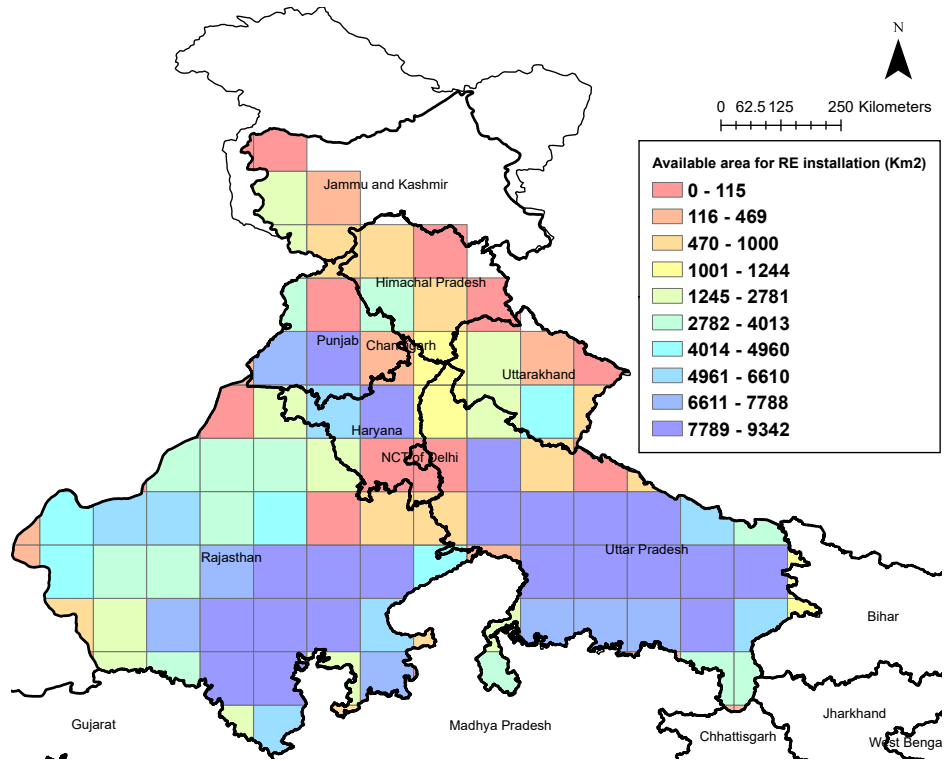 N
0 62.5 125 250 Kilometers
Available area for RE installation (Km2)
0 - 115
116 - 469
470 - 1000
1001 - 1244
1245 - 2781
2782 - 4013
4014 - 4960
4961 - 6610
6611 - 7788
7789 - 9342
Jammu and Kashmir
Himachal Pradesh
Punjab
Chandigarh
Uttarakhand
Haryana
NCT of Delhi
Rajasthan
Uttar Pradesh
Bihar
Gujarat
Madhya Pradesh
Jharkhand
Chhattisgarh
West Benga